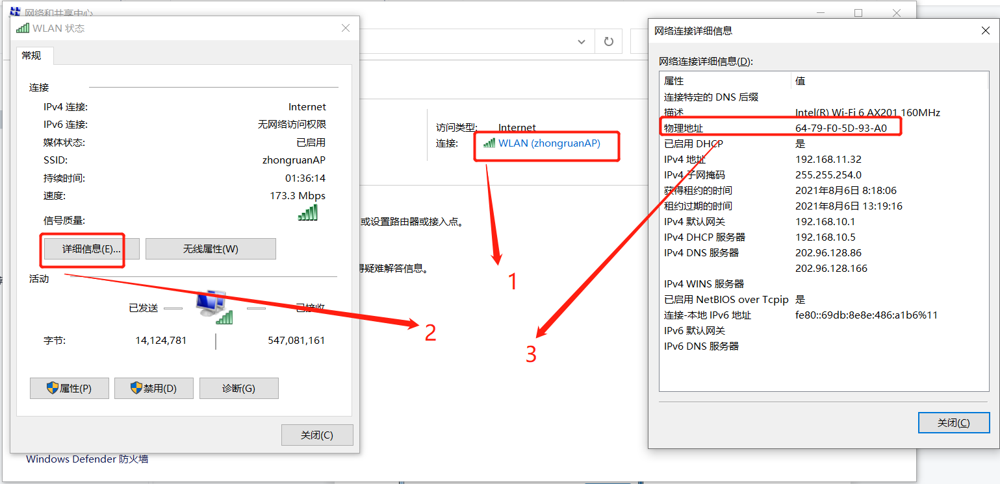 网络和共享中心
WLAN 状态
常规
连接
IPv4 连接: Internet
IPv6 连接: 无网络访问权限
媒体状态: 已启用
SSID: zhongruanAP
持续时间: 01:36:14
速度: 173.3 Mbps
信号质量:
详细信息(E)... 无线属性(W)
活动
已发送 已接收
字节: 14,124,781 547,081,161
属性(P) 禁用(D) 诊断(G)
关闭(C)
Windows Defender 防火墙
访问类型: Internet
连接: WLAN (zhongruanAP)
或设置路由器或接入点。
得疑难解答信息。
1
2
3
网络连接详细信息
网络连接详细信息(D):
属性 值
连接特定的 DNS 后缀
描述 Intel(R) Wi-Fi 6 AX201 160MHz
物理地址 64-79-F0-5D-93-A0
已启用 DHCP 是
IPv4 地址 192.168.11.32
IPv4 子网掩码 255.255.254.0
获得租约的时间 2021年8月6日 8:18:06
租约过期的时间 2021年8月6日 13:19:16
IPv4 默认网关 192.168.10.1
IPv4 DHCP 服务器 192.168.10.5
IPv4 DNS 服务器 202.96.128.86
202.96.128.166
IPv4 WINS 服务器
已启用 NetBIOS over Tcpip 是
连接-本地 IPv6 地址 fe80::69db:8e8e:486:a1b6%11
IPv6 默认网关
IPv6 DNS 服务器
关闭(C)